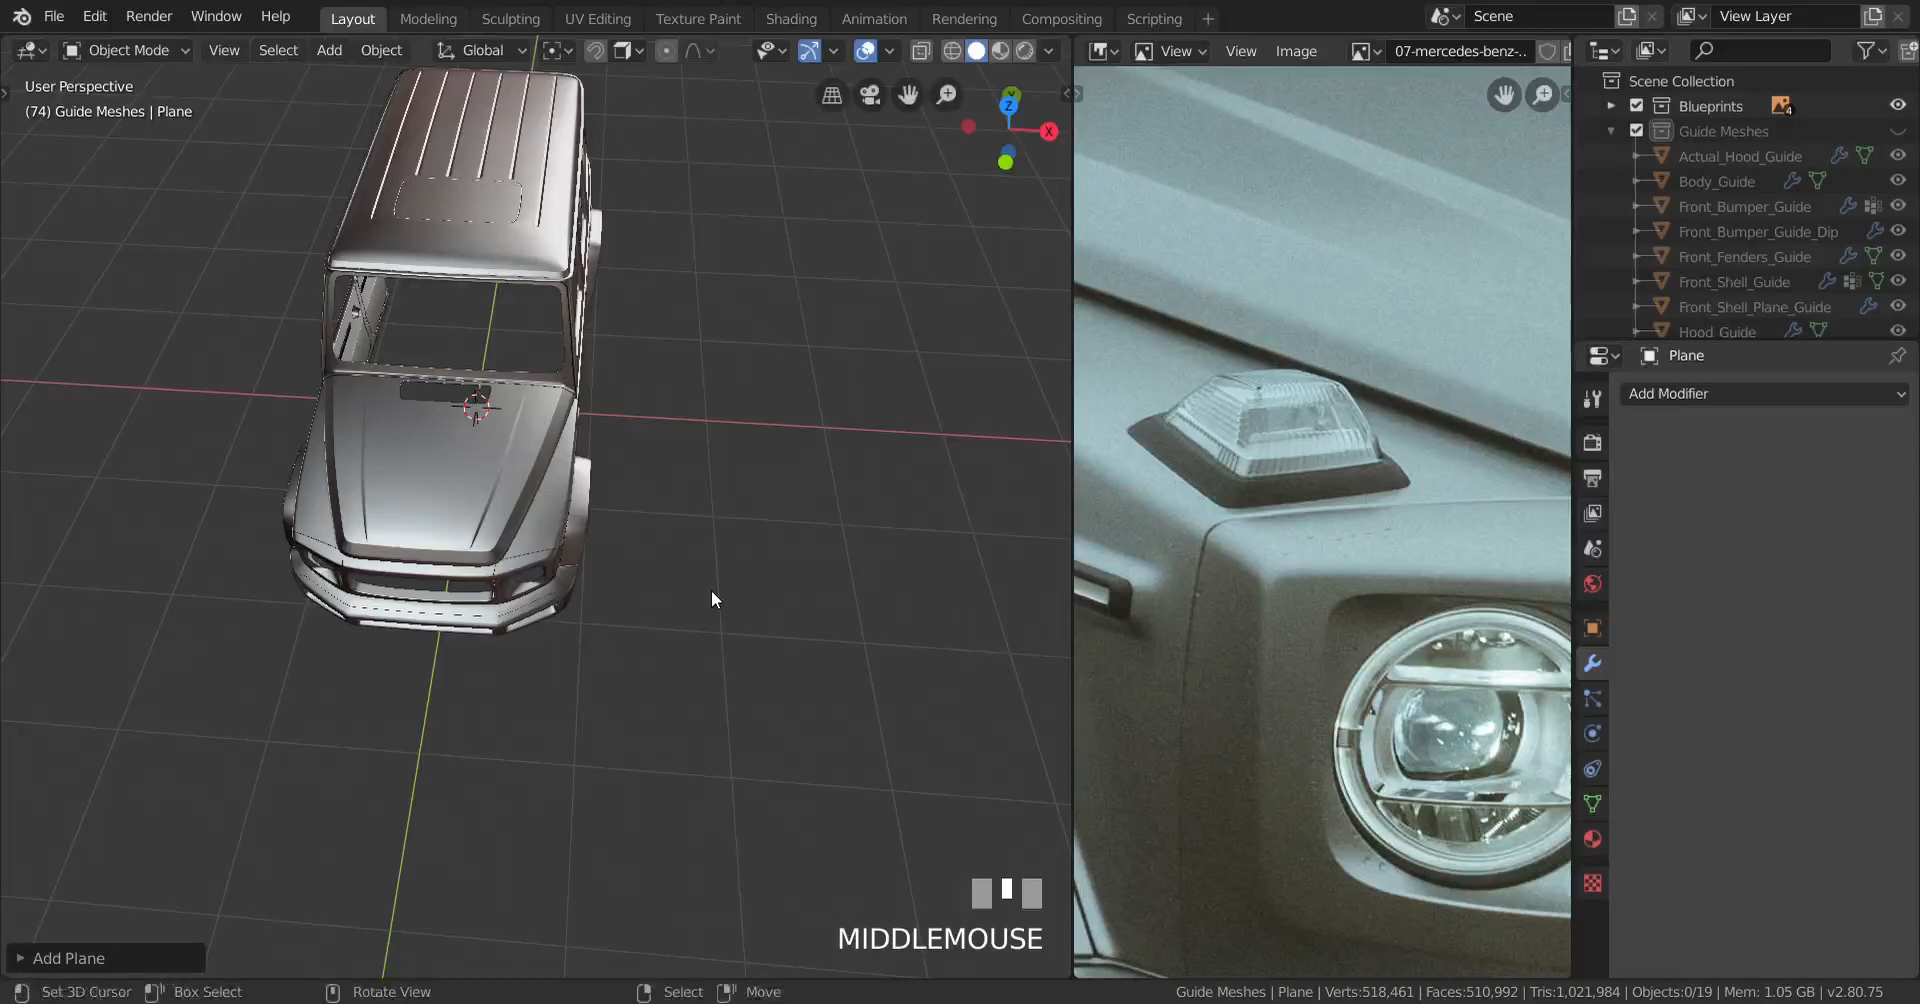 File Edit Render Window Help
Layout Modeling Sculpting UV Editing Texture Paint Shading Animation Rendering Compositing Scripting +
Scene
View Layer
Object Mode View Select Add Object Global
View View Image 07-mercedes-benz-..
User Perspective
(74) Guide Meshes | Plane
Y
Z
X
Scene Collection
Blueprints 4
Guide Meshes
Actual_Hood_Guide
Body_Guide
Front_Bumper_Guide
Front_Bumper_Guide_Dip
Front_Fenders_Guide
Front_Shell_Guide
Front_Shell_Plane_Guide
Hood_Guide
Plane
Add Modifier
MIDDLEMOUSE
Add Plane
Set 3D Cursor Box Select Rotate View Select Move
Guide Meshes | Plane | Verts:518,461 | Faces:510,992 | Tris:1,021,984 | Objects:0/19 | Mem: 1.05 GB | v2.80.75